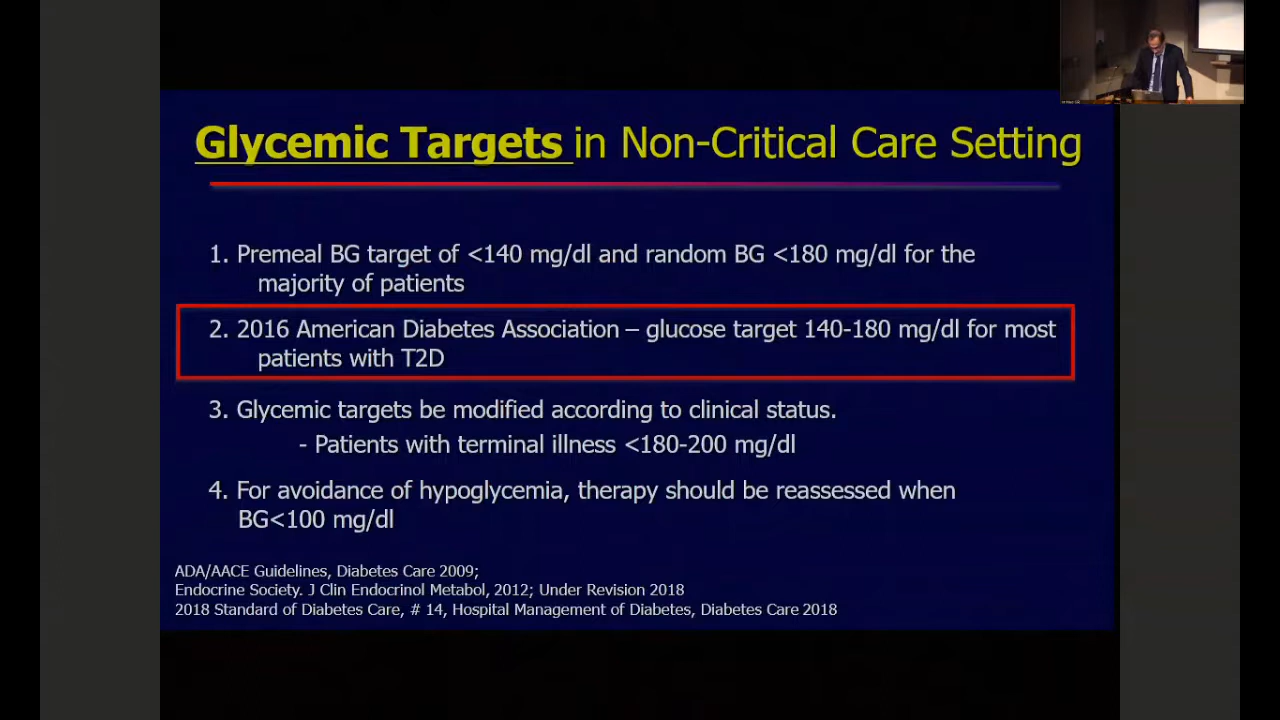 Glycemic Targets in Non-Critical Care Setting
1. Premeal BG target of <140 mg/dl and random BG <180 mg/dl for the
majority of patients
2. 2016 American Diabetes Association – glucose target 140-180 mg/dl for most
patients with T2D
3. Glycemic targets be modified according to clinical status.
- Patients with terminal illness <180-200 mg/dl
4. For avoidance of hypoglycemia, therapy should be reassessed when
BG<100 mg/dl
ADA/AACE Guidelines, Diabetes Care 2009;
Endocrine Society. J Clin Endocrinol Metabol, 2012; Under Revision 2018
2018 Standard of Diabetes Care, # 14, Hospital Management of Diabetes, Diabetes Care 2018